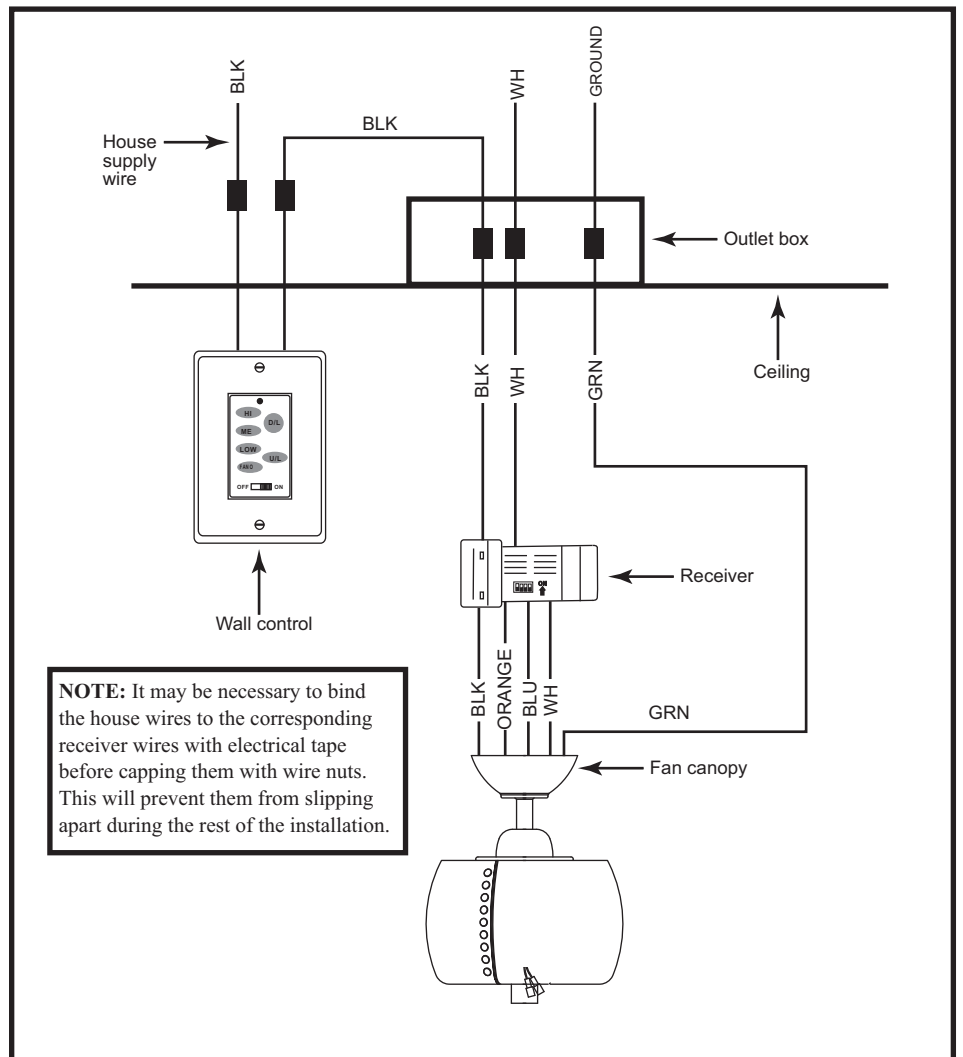 BLK
WH
GROUND
BLK
House
supply
wire
Outlet box
Ceiling
BLK
WH
GRN
HI
D/L
ME
LOW
U/L
FAN O
OFF
ON
ON
Receiver
Wall control
BLK
ORANGE
BLU
WH
GRN
Fan canopy
NOTE: It may be necessary to bind
the house wires to the corresponding
receiver wires with electrical tape
before capping them with wire nuts.
This will prevent them from slipping
apart during the rest of the installation.